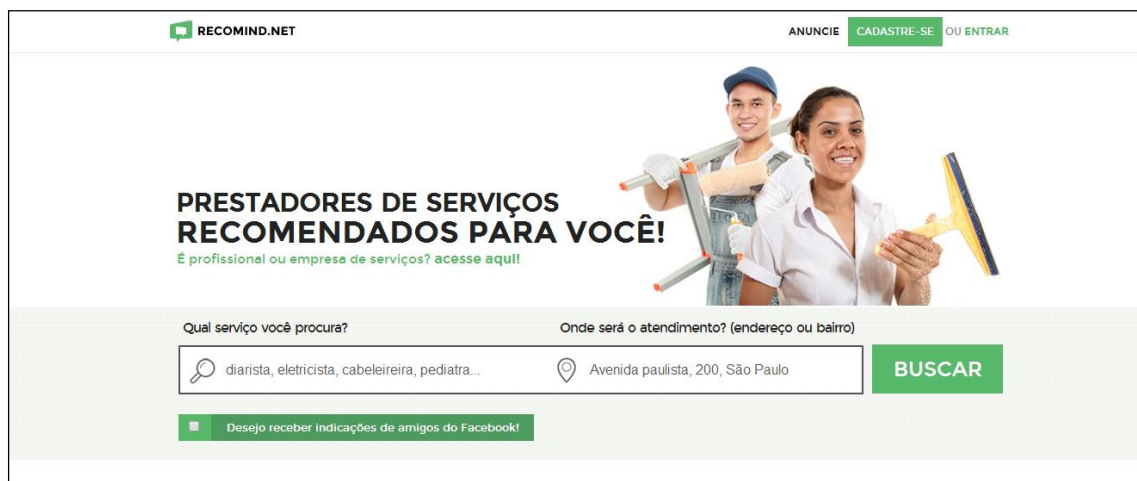 RECOMIND.NET
ANUNCIE CADASTRE-SE OU ENTRAR
PRESTADORES DE SERVIÇOS
RECOMENDADOS PARA VOCÊ!
É profissional ou empresa de serviços? acesse aqui!
Qual serviço você procura?
Onde será o atendimento? (endereço ou bairro)
diarista, eletricista, cabeleireira, pediatra...
Avenida paulista, 200, São Paulo
BUSCAR
Desejo receber indicações de amigos do Facebook!